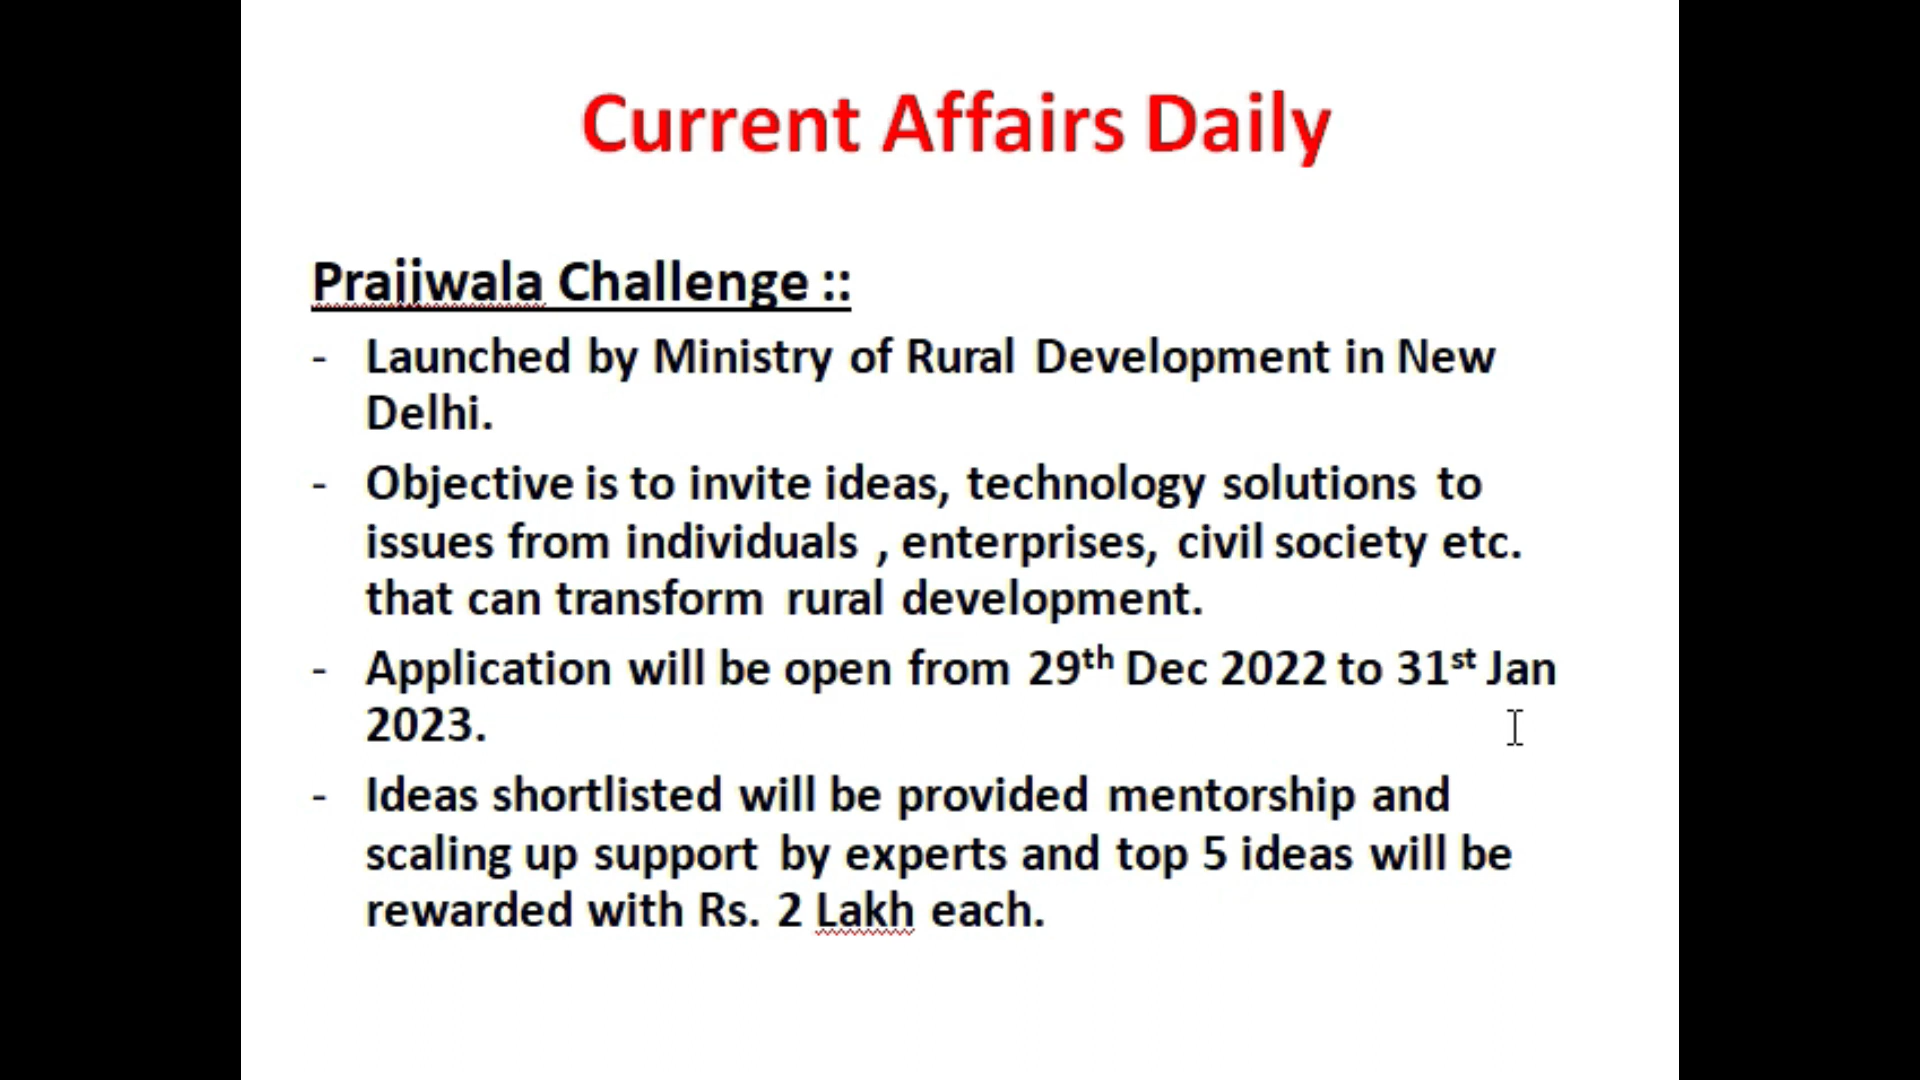 Current Affairs Daily
Prajjwala Challenge ::
- Launched by Ministry of Rural Development in New
Delhi.
- Objective is to invite ideas, technology solutions to
issues from individuals , enterprises, civil society etc.
that can transform rural development.
- Application will be open from 29th Dec 2022 to 31st Jan
2023.
- Ideas shortlisted will be provided mentorship and
scaling up support by experts and top 5 ideas will be
rewarded with Rs. 2 Lakh each.